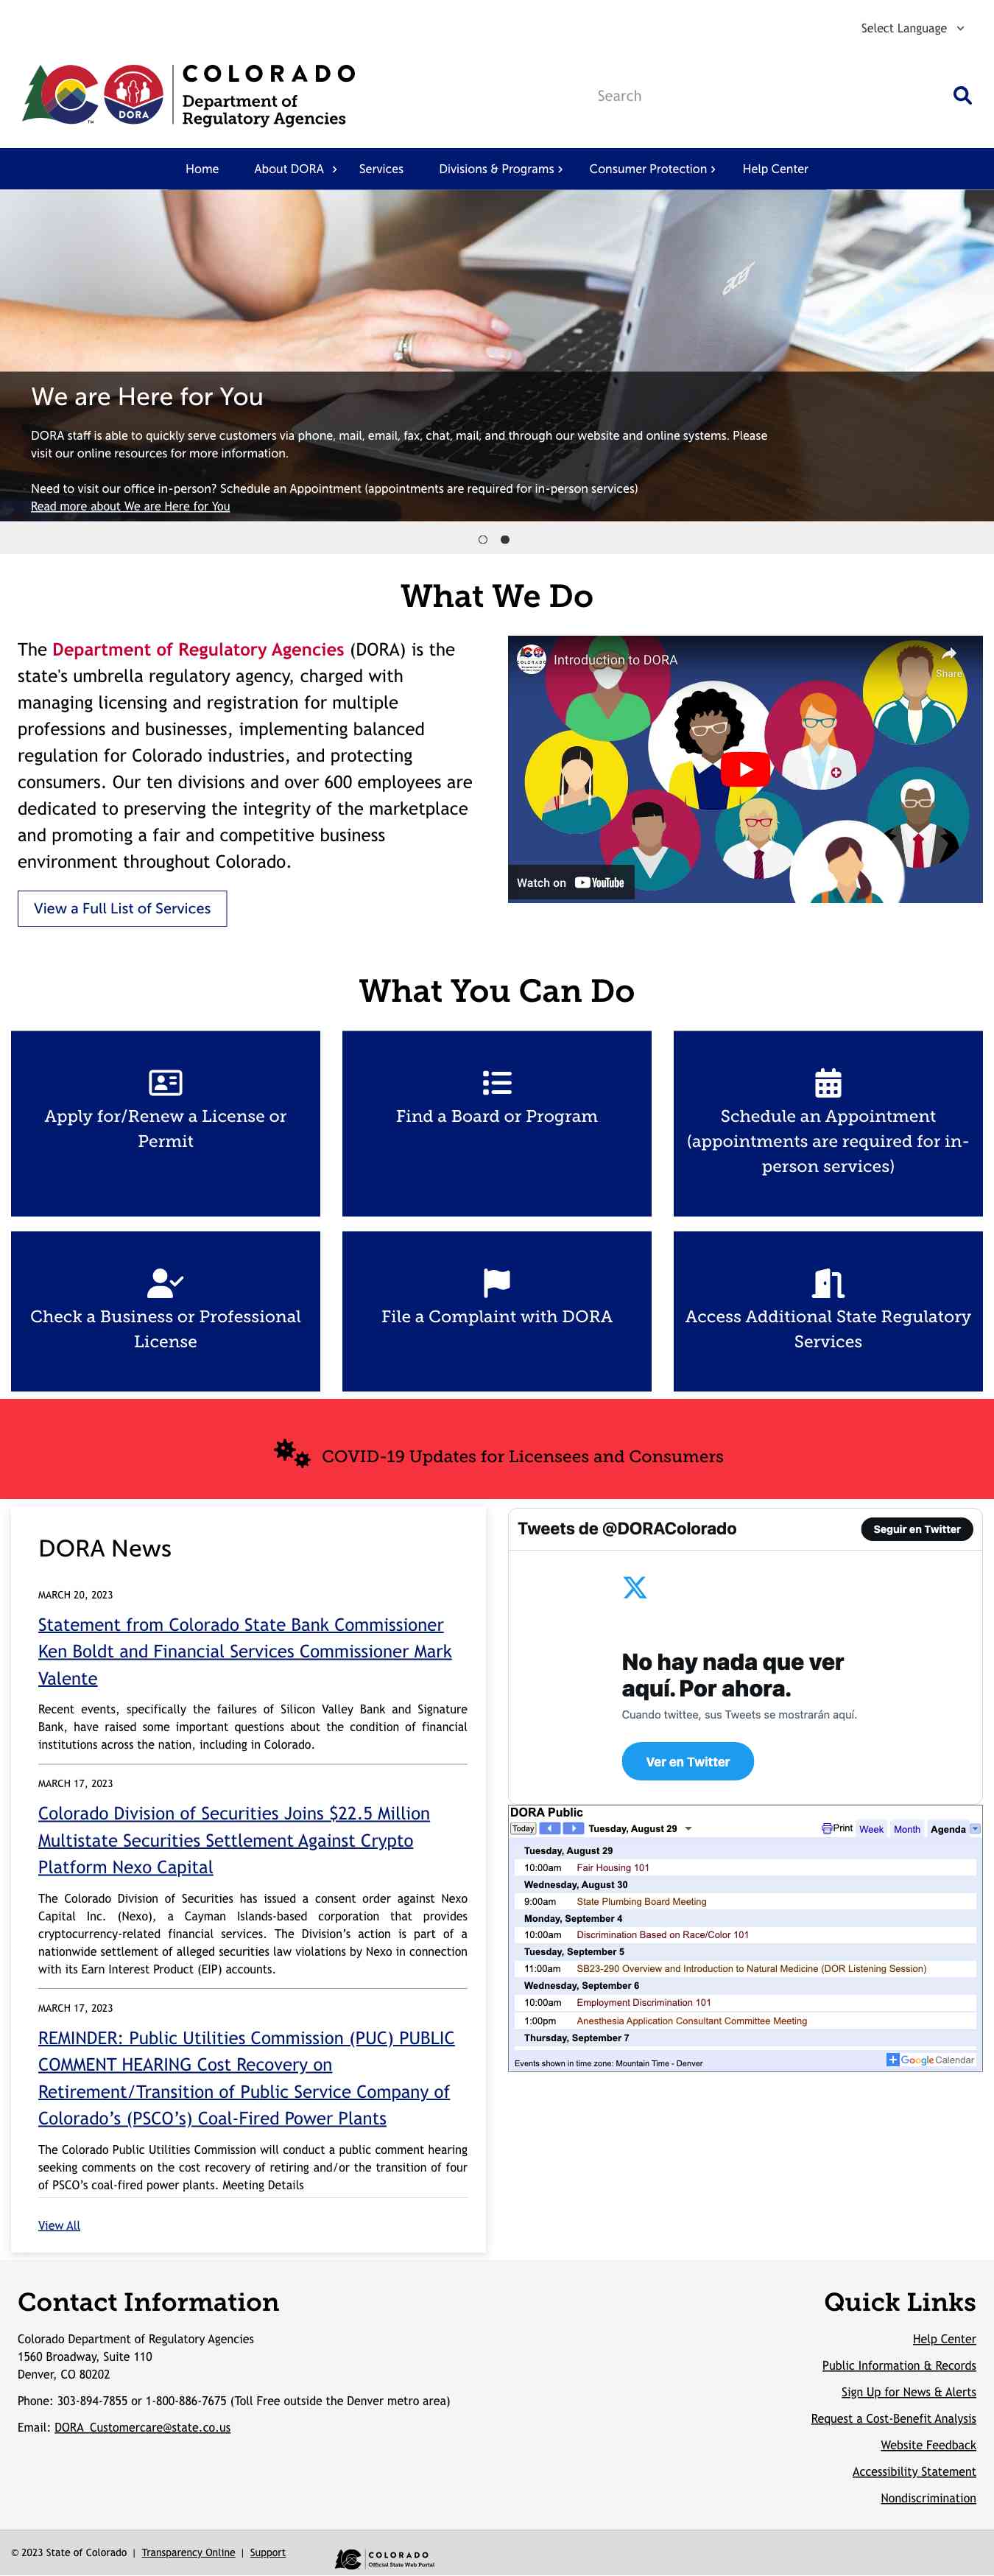 Select Language
COLORADO
Department of
Regulatory Agencies
DORA
Search
Home About DORA Services Divisions & Programs Consumer Protection Help Center
acer
We are Here for You
DORA staff is able to quickly serve customers via phone, mail, email, fax, chat, mail, and through our website and online systems. Please
visit our online resources for more information.
Need to visit our office in-person? Schedule an Appointment (appointments are required for in-person services)
Read more about We are Here for You
What We Do
The Department of Regulatory Agencies (DORA) is the
state's umbrella regulatory agency, charged with
managing licensing and registration for multiple
professions and businesses, implementing balanced
regulation for Colorado industries, and protecting
consumers. Our ten divisions and over 600 employees are
dedicated to preserving the integrity of the marketplace
and promoting a fair and competitive business
environment throughout Colorado.
View a Full List of Services
Introduction to DORA
Share
Watch on YouTube
What You Can Do
Apply for/Renew a License or
Permit
Find a Board or Program
Schedule an Appointment
(appointments are required for in-
person services)
Check a Business or Professional
License
File a Complaint with DORA
Access Additional State Regulatory
Services
COVID-19 Updates for Licensees and Consumers
DORA News
MARCH 20, 2023
Statement from Colorado State Bank Commissioner
Ken Boldt and Financial Services Commissioner Mark
Valente
Recent events, specifically the failures of Silicon Valley Bank and Signature
Bank, have raised some important questions about the condition of financial
institutions across the nation, including in Colorado.
MARCH 17, 2023
Colorado Division of Securities Joins $22.5 Million
Multistate Securities Settlement Against Crypto
Platform Nexo Capital
The Colorado Division of Securities has issued a consent order against Nexo
Capital Inc. (Nexo), a Cayman Islands-based corporation that provides
cryptocurrency-related financial services. The Division’s action is part of a
nationwide settlement of alleged securities law violations by Nexo in connection
with its Earn Interest Product (EIP) accounts.
MARCH 17, 2023
REMINDER: Public Utilities Commission (PUC) PUBLIC
COMMENT HEARING Cost Recovery on
Retirement/Transition of Public Service Company of
Colorado’s (PSCO’s) Coal-Fired Power Plants
The Colorado Public Utilities Commission will conduct a public comment hearing
seeking comments on the cost recovery of retiring and/or the transition of four
of PSCO’s coal-fired power plants. Meeting Details
View All
Tweets de @DORAColorado
Seguir en Twitter
No hay nada que ver
aquí. Por ahora.
Cuando twittee, sus Tweets se mostrarán aquí.
Ver en Twitter
DORA Public
Today Tuesday, August 29 Print Week Month Agenda
Tuesday, August 29
10:00am Fair Housing 101
Wednesday, August 30
9:00am State Plumbing Board Meeting
Monday, September 4
10:00am Discrimination Based on Race/Color 101
Tuesday, September 5
11:00am SB23-290 Overview and Introduction to Natural Medicine (DOR Listening Session)
Wednesday, September 6
10:00am Employment Discrimination 101
1:00pm Anesthesia Application Consultant Committee Meeting
Thursday, September 7
Events shown in time zone: Mountain Time - Denver
Google Calendar
Contact Information
Colorado Department of Regulatory Agencies
1560 Broadway, Suite 110
Denver, CO 80202
Phone: 303-894-7855 or 1-800-886-7675 (Toll Free outside the Denver metro area)
Email: DORA_Customercare@state.co.us
Quick Links
Help Center
Public Information & Records
Sign Up for News & Alerts
Request a Cost-Benefit Analysis
Website Feedback
Accessibility Statement
Nondiscrimination
© 2023 State of Colorado | Transparency Online | Support
COLORADO
Official State Web Portal